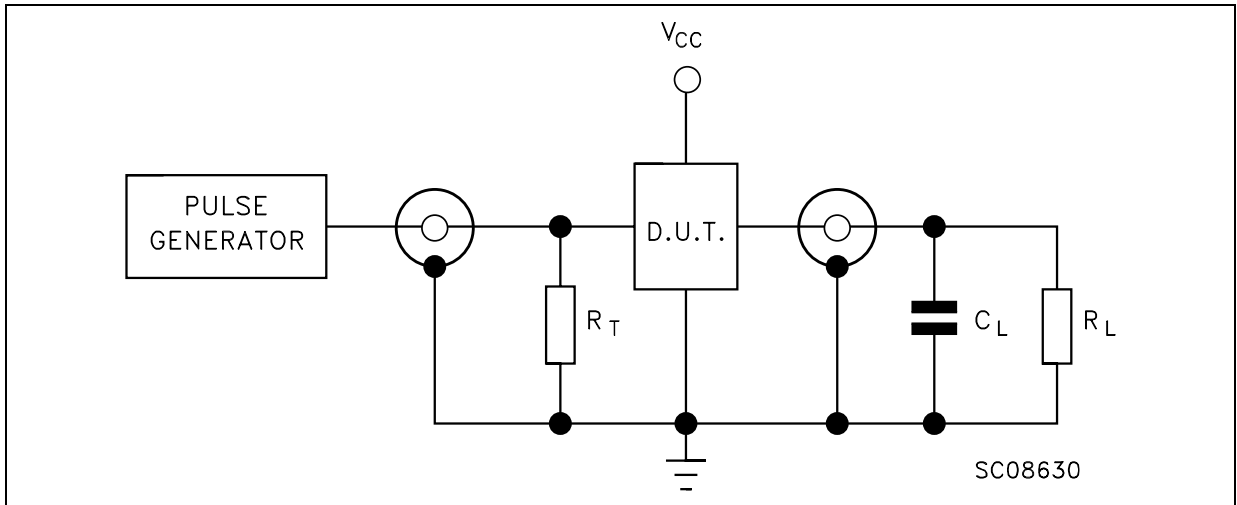 VCC
PULSE
GENERATOR
D.U.T.
RT
CL
RL
SC08630